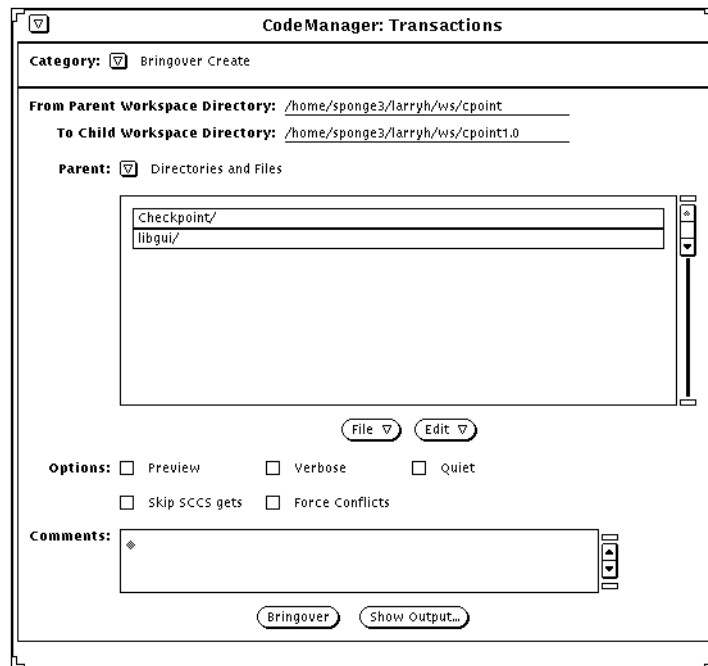 CodeManager: Transactions
Category: Bringover Create
From Parent Workspace Directory: /home/sponge3/larryh/ws/cpoint
To Child Workspace Directory: /home/sponge3/larryh/ws/cpoint1.0
Parent: Directories and Files
Checkpoint/
libgui/
File Edit
Options: Preview Verbose Quiet
Skip SCCS gets Force Conflicts
Comments:
Bringover Show Output...